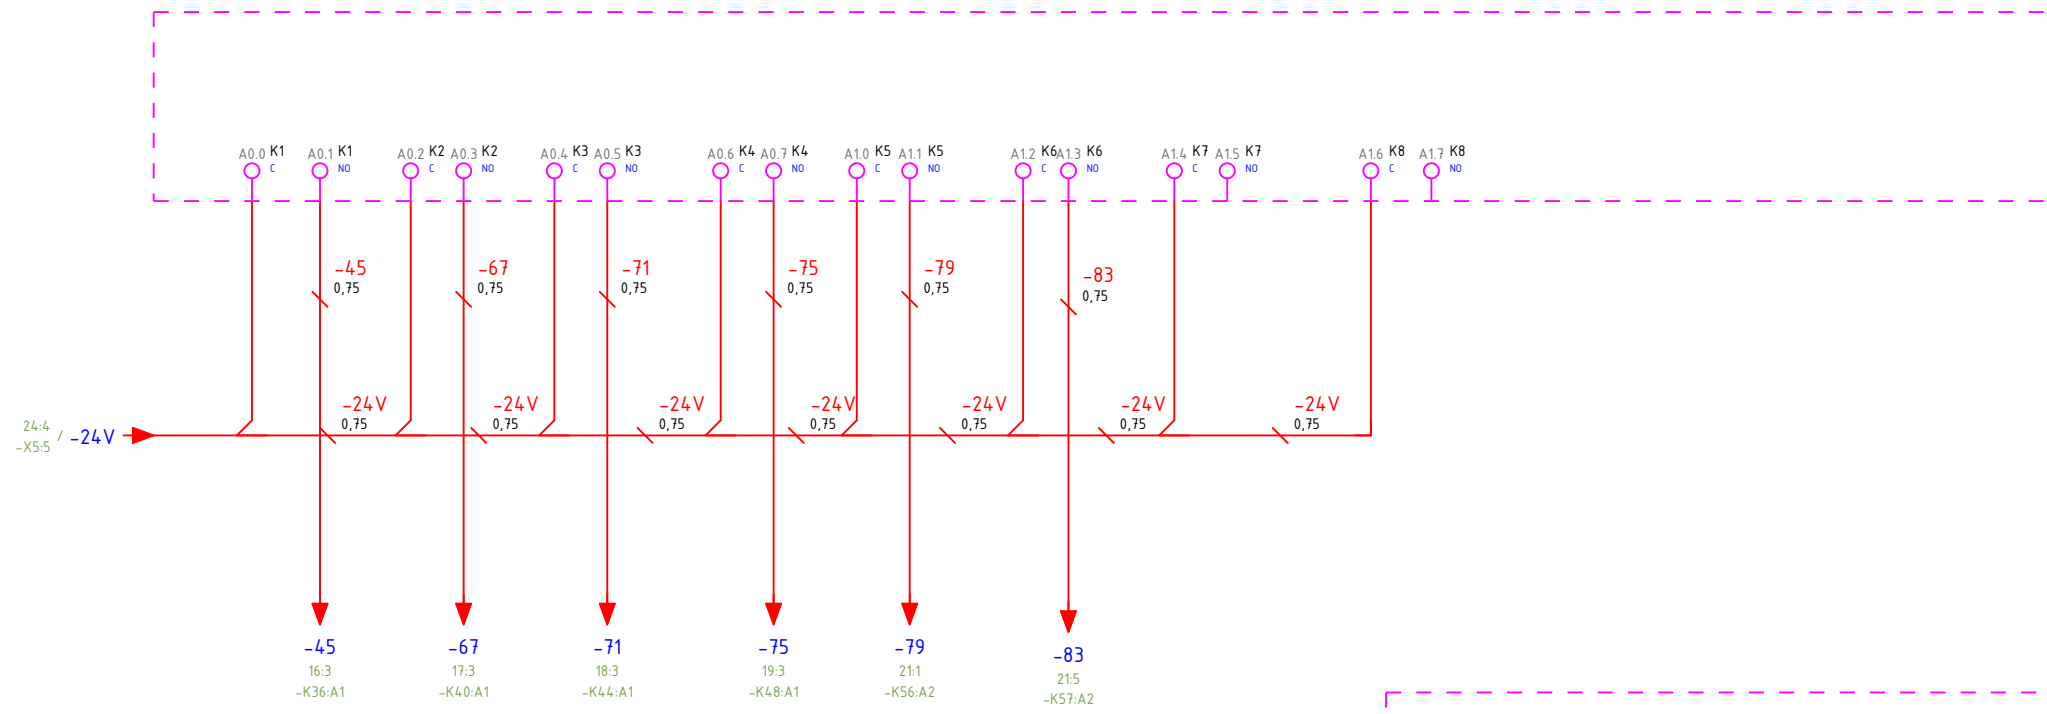 A0.0 K1 A0.1 K1 A0.2 K2 A0.3 K2 A0.4 K3 A0.5 K3 A0.6 K4 A0.7 K4 A1.0 K5 A1.1 K5 A1.2 K6 A1.3 K6 A1.4 K7 A1.5 K7 A1.6 K8 A1.7 K8
C NO C NO C NO C NO C NO C NO C NO C NO
-45 -67 -71 -75 -79 -83
0,75 0,75 0,75 0,75 0,75 0,75
-24V -24V -24V -24V -24V -24V -24V
0,75 0,75 0,75 0,75 0,75 0,75 0,75
24:4 / -24V
-X5:5
-45 -67 -71 -75 -79 -83
16:3 17:3 18:3 19:3 21:1 21:5
-K36:A1 -K40:A1 -K44:A1 -K48:A1 -K56:A2 -K57:A2